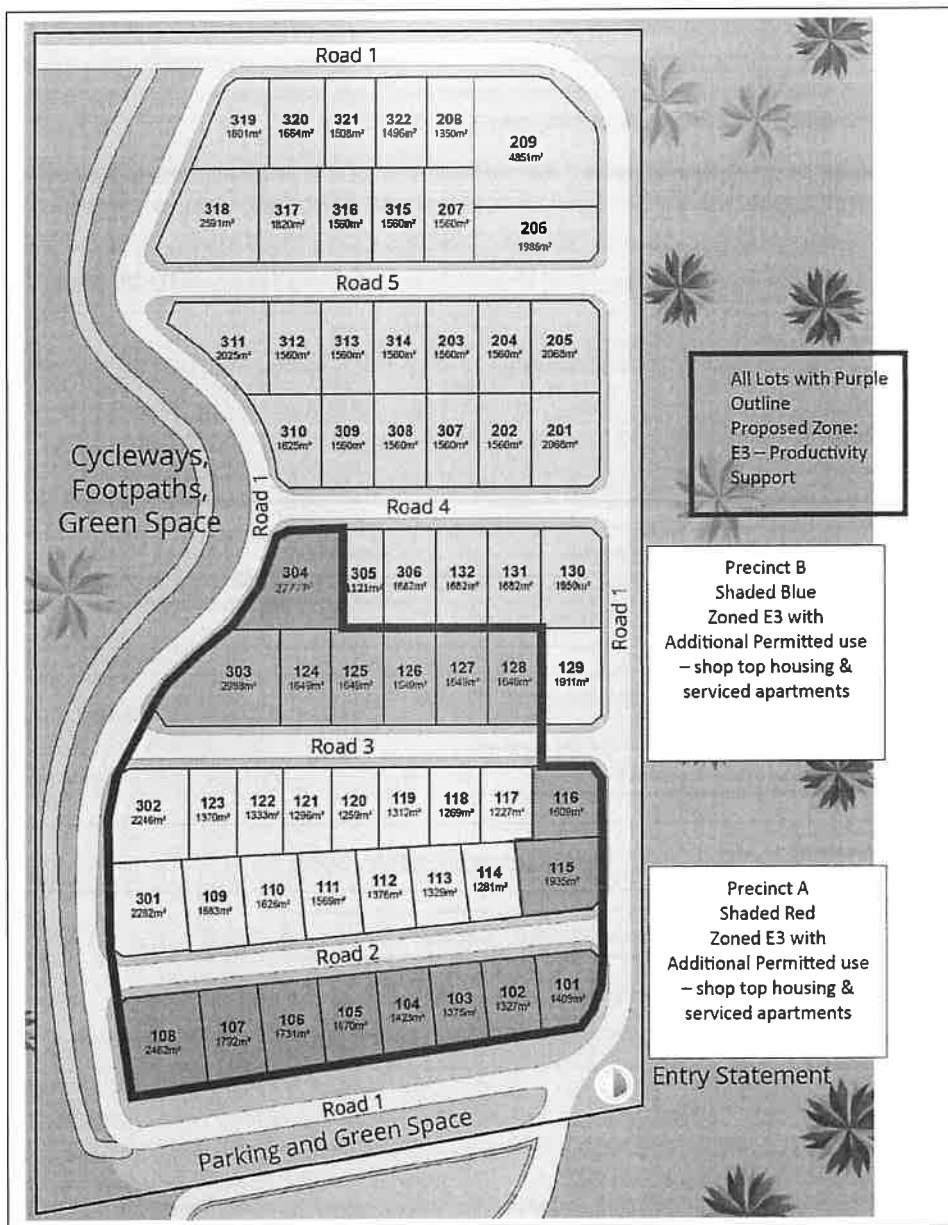 Road 1
319
1801m²
320
1664m²
321
1508m²
322
1496m²
208
1350m²
209
4851m²
318
2591m²
317
1820m²
316
1560m²
315
1560m²
207
1560m²
206
1986m²
Road 5
311
2025m²
312
1560m²
313
1560m²
314
1560m²
203
1560m²
204
1560m²
205
2068m²
310
1625m²
309
1560m²
308
1560m²
307
1560m²
202
1560m²
201
2068m²
Cycleways,
Footpaths,
Green Space
Road 1
Road 4
All Lots with Purple
Outline
Proposed Zone:
E3 – Productivity
Support
304
305
1121m²
306
1682m²
132
1682m²
131
1682m²
130
1950m²
Road 1
303
124
1649m²
125
1649m²
126
1649m²
127
1649m²
128
1649m²
129
1911m²
Precinct B
Shaded Blue
Zoned E3 with
Additional Permitted use
– shop top housing &
serviced apartments
Road 3
302
2246m²
123
1370m²
122
1333m²
121
1296m²
120
1259m²
119
1312m²
118
1269m²
117
1227m²
116
1609m²
301
2282m²
109
1683m²
110
1626m²
111
1569m²
112
1376m²
113
1329m²
114
1281m²
115
1935m²
Precinct A
Shaded Red
Zoned E3 with
Additional Permitted use
– shop top housing &
serviced apartments
Road 2
108
2462m²
107
1792m²
106
1731m²
105
1670m²
104
1423m²
103
1375m²
102
1327m²
101
1409m²
Entry Statement
Road 1
Parking and Green Space